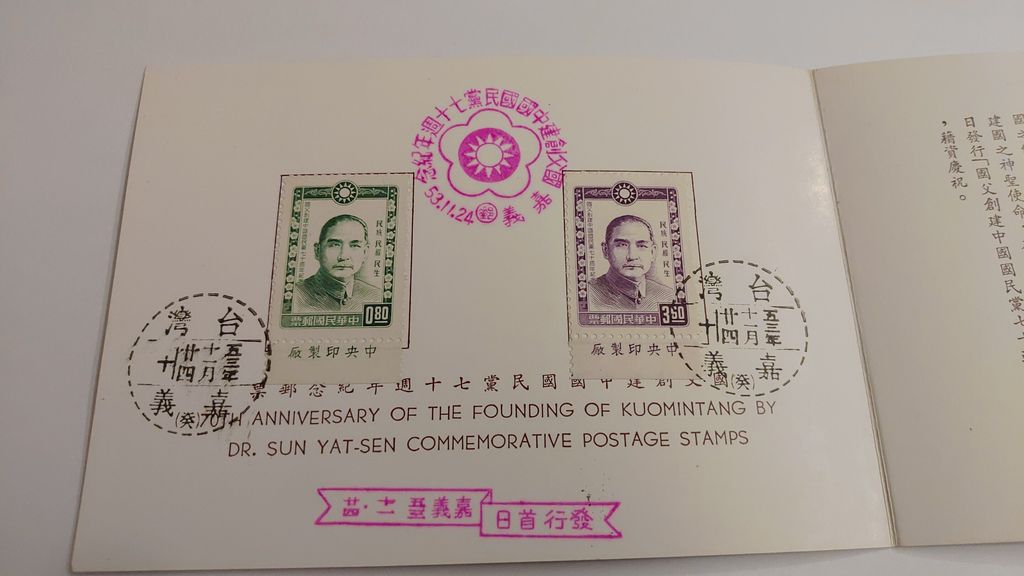 國父創建中國國民黨七十週年紀念
53.11.24
嘉義
民族 民權 民生
0.80
中華民國郵票
中央印製廠
民族 民權 民生
3.50
中華民國郵票
中央印製廠
台灣
五三年
十一月
廿四
十
嘉義
(癸)
台灣
五三年
十一月
廿四
十
嘉義
(癸)
國父創建中國國民黨七十週年紀念郵票
70TH ANNIVERSARY OF THE FOUNDING OF KUOMINTANG BY
DR. SUN YAT-SEN COMMEMORATIVE POSTAGE STAMPS
嘉義
十一·廿四
發行首日
建國之神聖使命
日發行「國父創建中國國民黨十
，藉資慶祝。